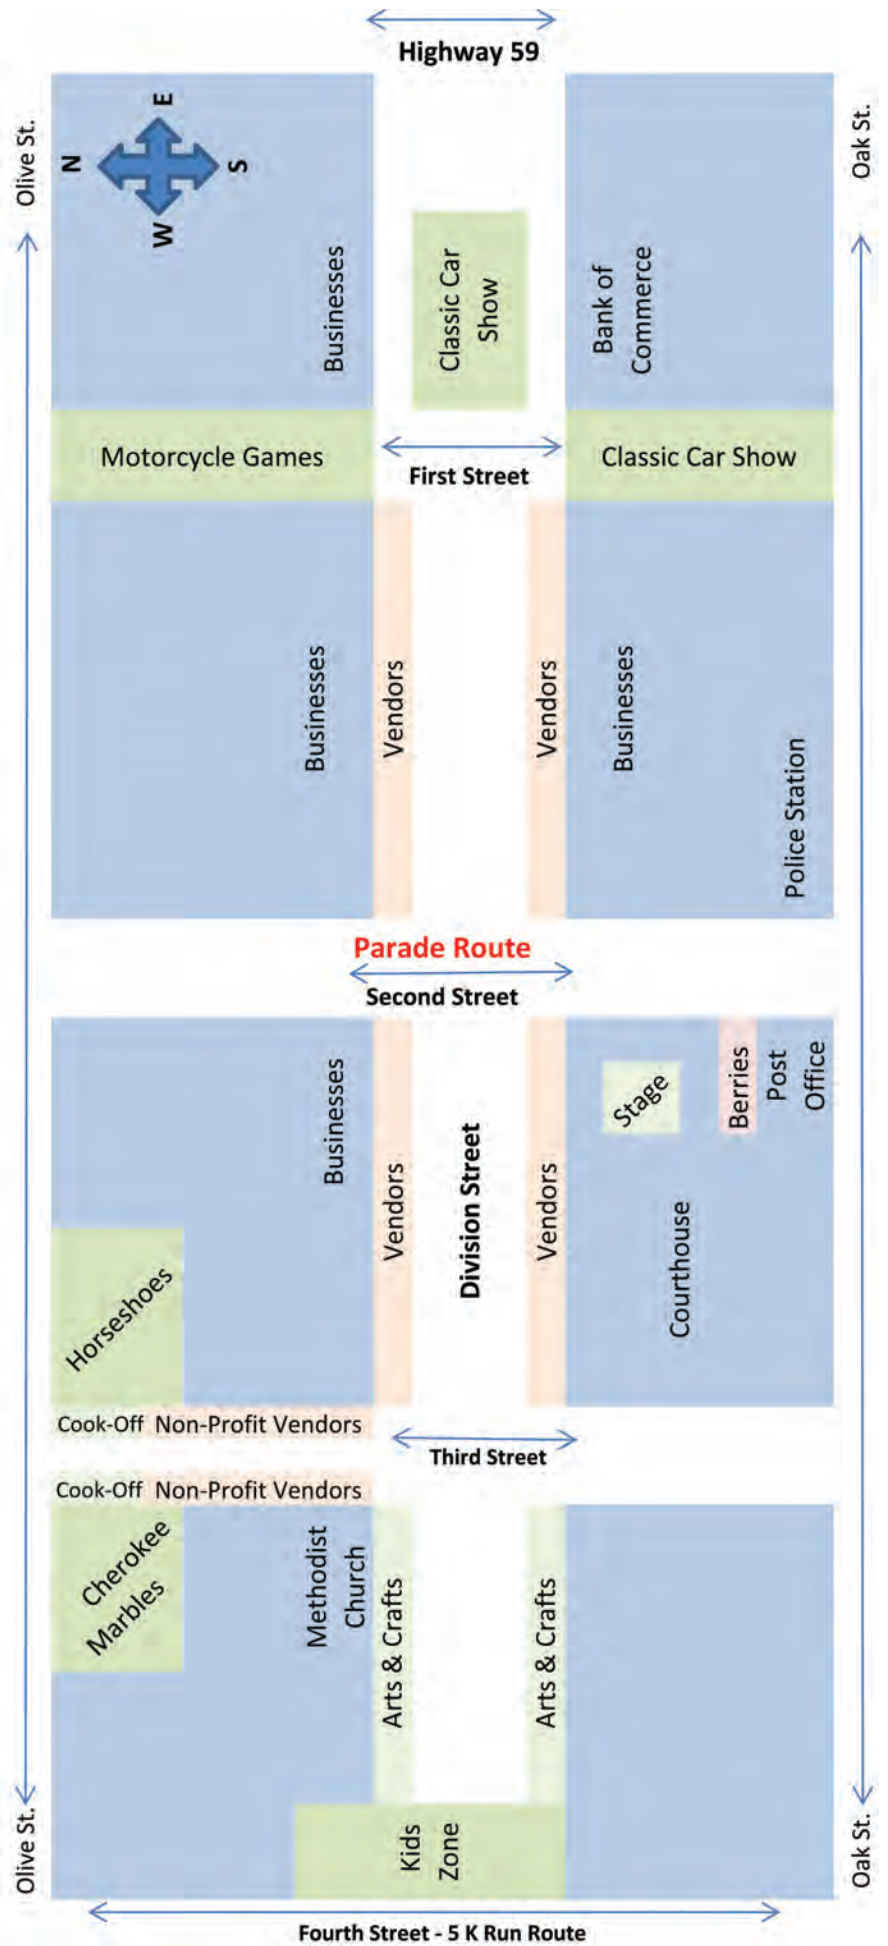 Highway 59
Olive St.
Oak St.
N
E
W
S
Businesses
Classic Car
Show
Bank of
Commerce
Motorcycle Games
First Street
Classic Car Show
Businesses
Vendors
Vendors
Businesses
Police Station
Parade Route
Second Street
Businesses
Vendors
Division Street
Vendors
Stage
Berries
Post
Office
Courthouse
Horseshoes
Cook-Off
Non-Profit Vendors
Third Street
Cook-Off
Non-Profit Vendors
Cherokee
Marbles
Methodist
Church
Arts & Crafts
Arts & Crafts
Kids
Zone
Olive St.
Oak St.
Fourth Street - 5 K Run Route